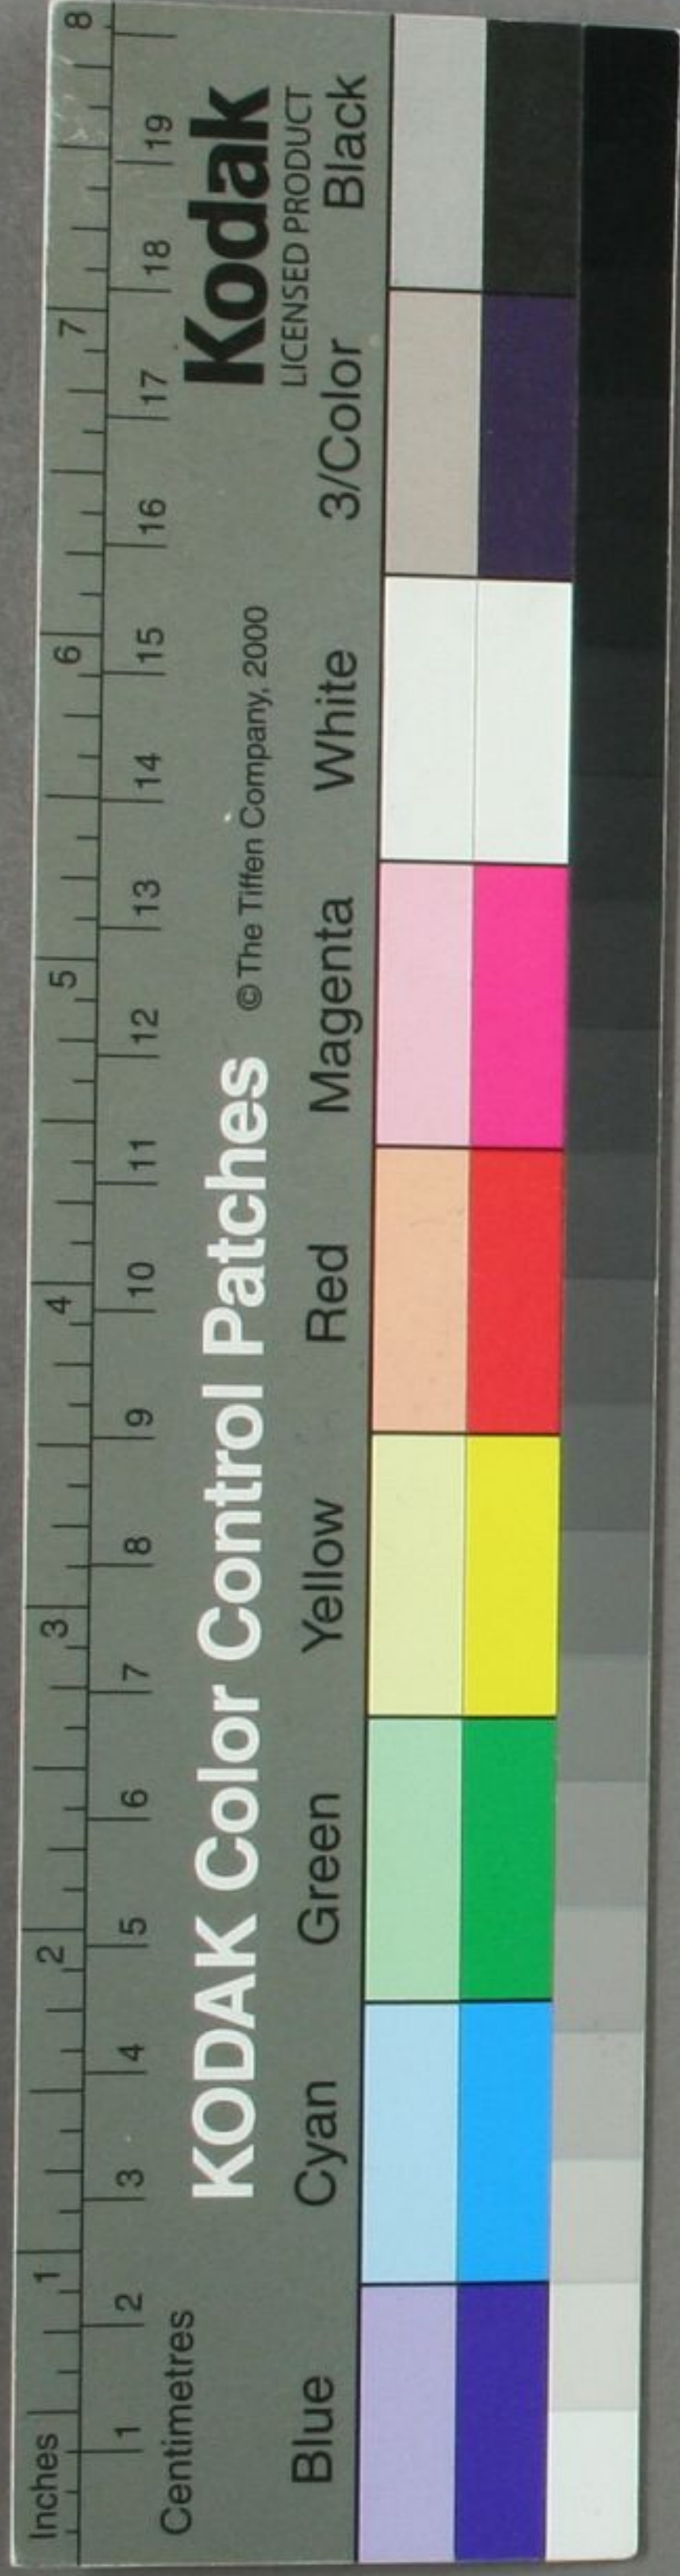 Inches 1 2 3 4 5 6 7 8
1 2 3 4 5 6 7 8 9 10 11 12 13 14 15 16 17 18 19
Centimetres
KODAK Color Control Patches © The Tiffen Company, 2000 Kodak
LICENSED PRODUCT
Blue Cyan Green Yellow Red Magenta White 3/Color Black